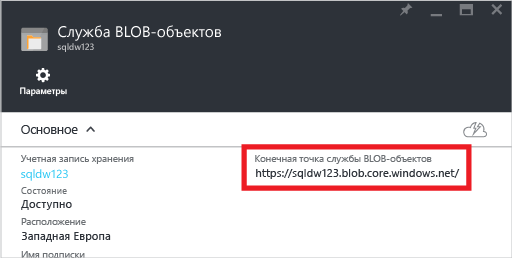 Служба BLOB-объектов
sqldw123
Параметры
Основное
Учетная запись хранения
sqldw123
Состояние
Доступно
Расположение
Западная Европа
Имя подписки
Конечная точка службы BLOB-объектов
https://sqldw123.blob.core.windows.net/